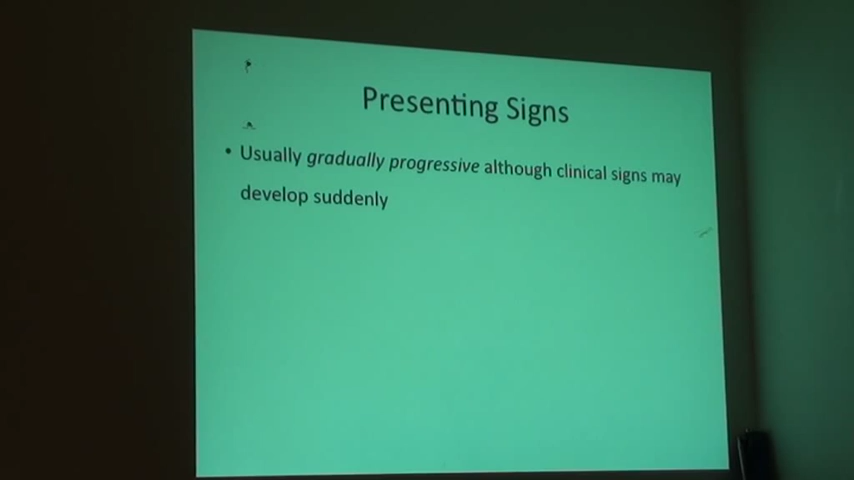 Presenting Signs
• Usually gradually progressive although clinical signs may
develop suddenly